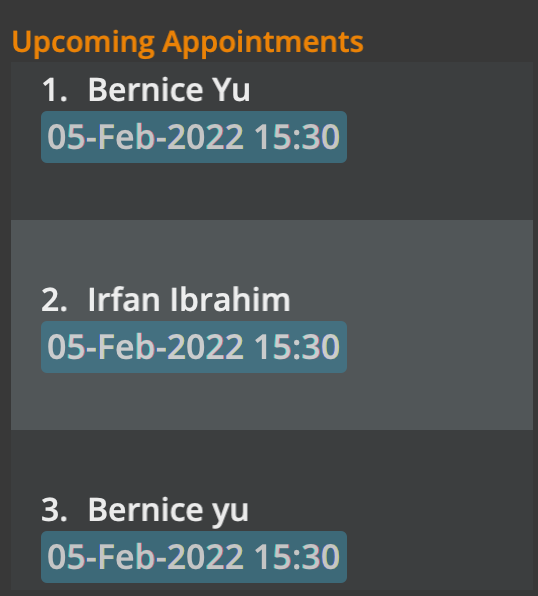 Upcoming Appointments
1. Bernice Yu
05-Feb-2022 15:30
2. Irfan Ibrahim
05-Feb-2022 15:30
3. Bernice yu
05-Feb-2022 15:30